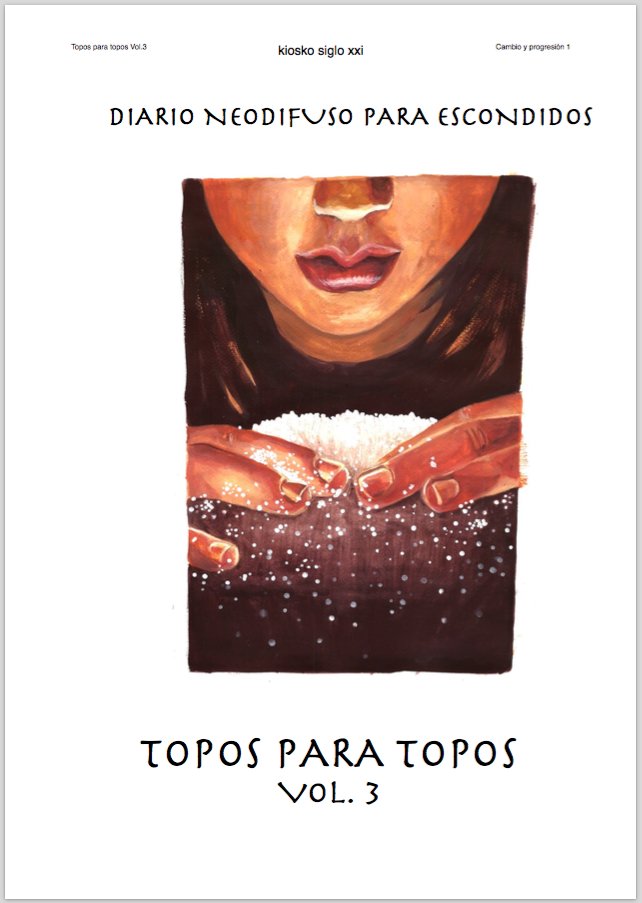 Topos para topos Vol.3
kiosko siglo xxi
Cambio y progresión 1
DIARIO NEODIFUSO PARA ESCONDIDOS
TOPOS PARA TOPOS
VOL. 3